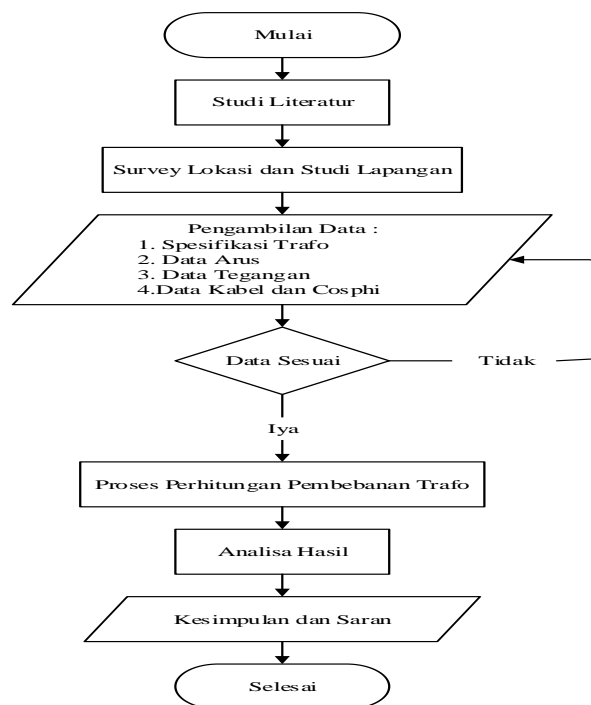 Mulai
Studi Literatur
Survey Lokasi dan Studi Lapangan
Pengambilan Data :
1. Spesifikasi Trafo
2. Data Arus
3. Data Tegangan
4.Data Kabel dan Cosphi
Data Sesuai
Tidak
Iya
Proses Perhitungan Pembebanan Trafo
Analisa Hasil
Kesimpulan dan Saran
Selesai